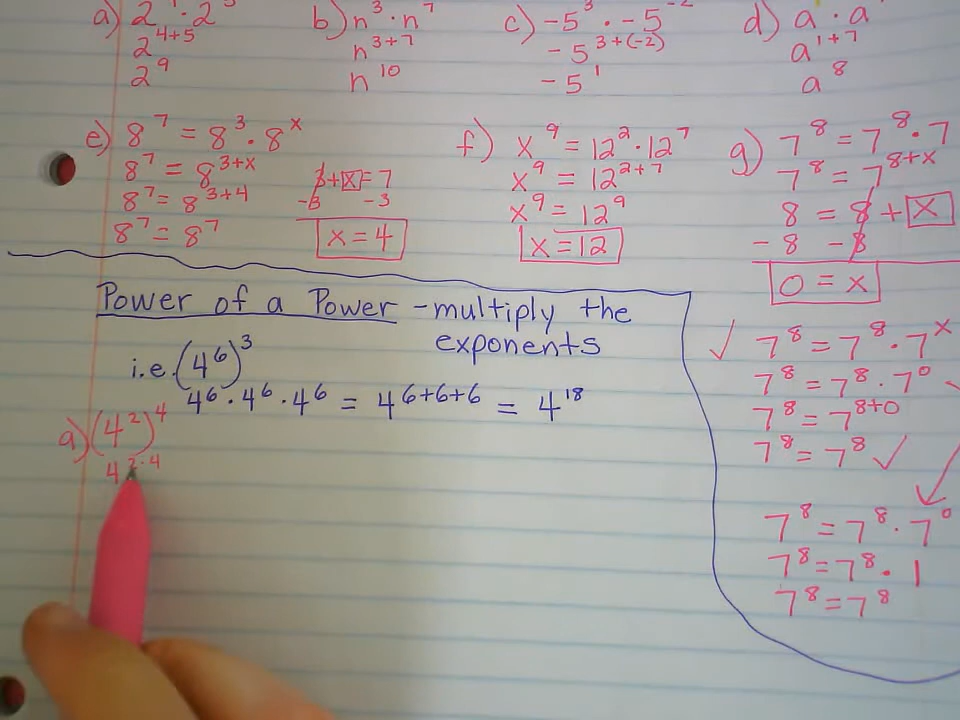 a) 2⁴ · 2⁵
2⁴⁺⁵
2⁹
b) n³ · n⁷
n³⁺⁷
n¹⁰
c) -5³ · -5⁻²
-5³⁺⁽⁻²⁾
-5¹
d) a · a
a¹⁺⁷
a⁸
e) 8⁷ = 8³ · 8ˣ
8⁷ = 8³⁺ˣ
8⁷ = 8³⁺⁴
8⁷ = 8⁷
3+x=7
-3 -3
x=4
f) x⁹ = 12² · 12⁷
x⁹ = 12²⁺⁷
x⁹ = 12⁹
x=12
g) 7⁸ = 7⁸ · 7
7⁸ = 7⁸⁺ˣ
8 = 8 + x
-8 -8
0 = x
✓ 7⁸ = 7⁸ · 7ˣ
7⁸ = 7⁸ · 7⁰
7⁸ = 7⁸⁺⁰
7⁸ = 7⁸ ✓
7⁸ = 7⁸ · 7⁰
7⁸ = 7⁸ · 1
7⁸ = 7⁸
Power of a Power - multiply the
exponents
i.e. (4⁶)³
4⁶ · 4⁶ · 4⁶ = 4⁶⁺⁶⁺⁶ = 4¹⁸
a) (4²)⁴
4²·⁴